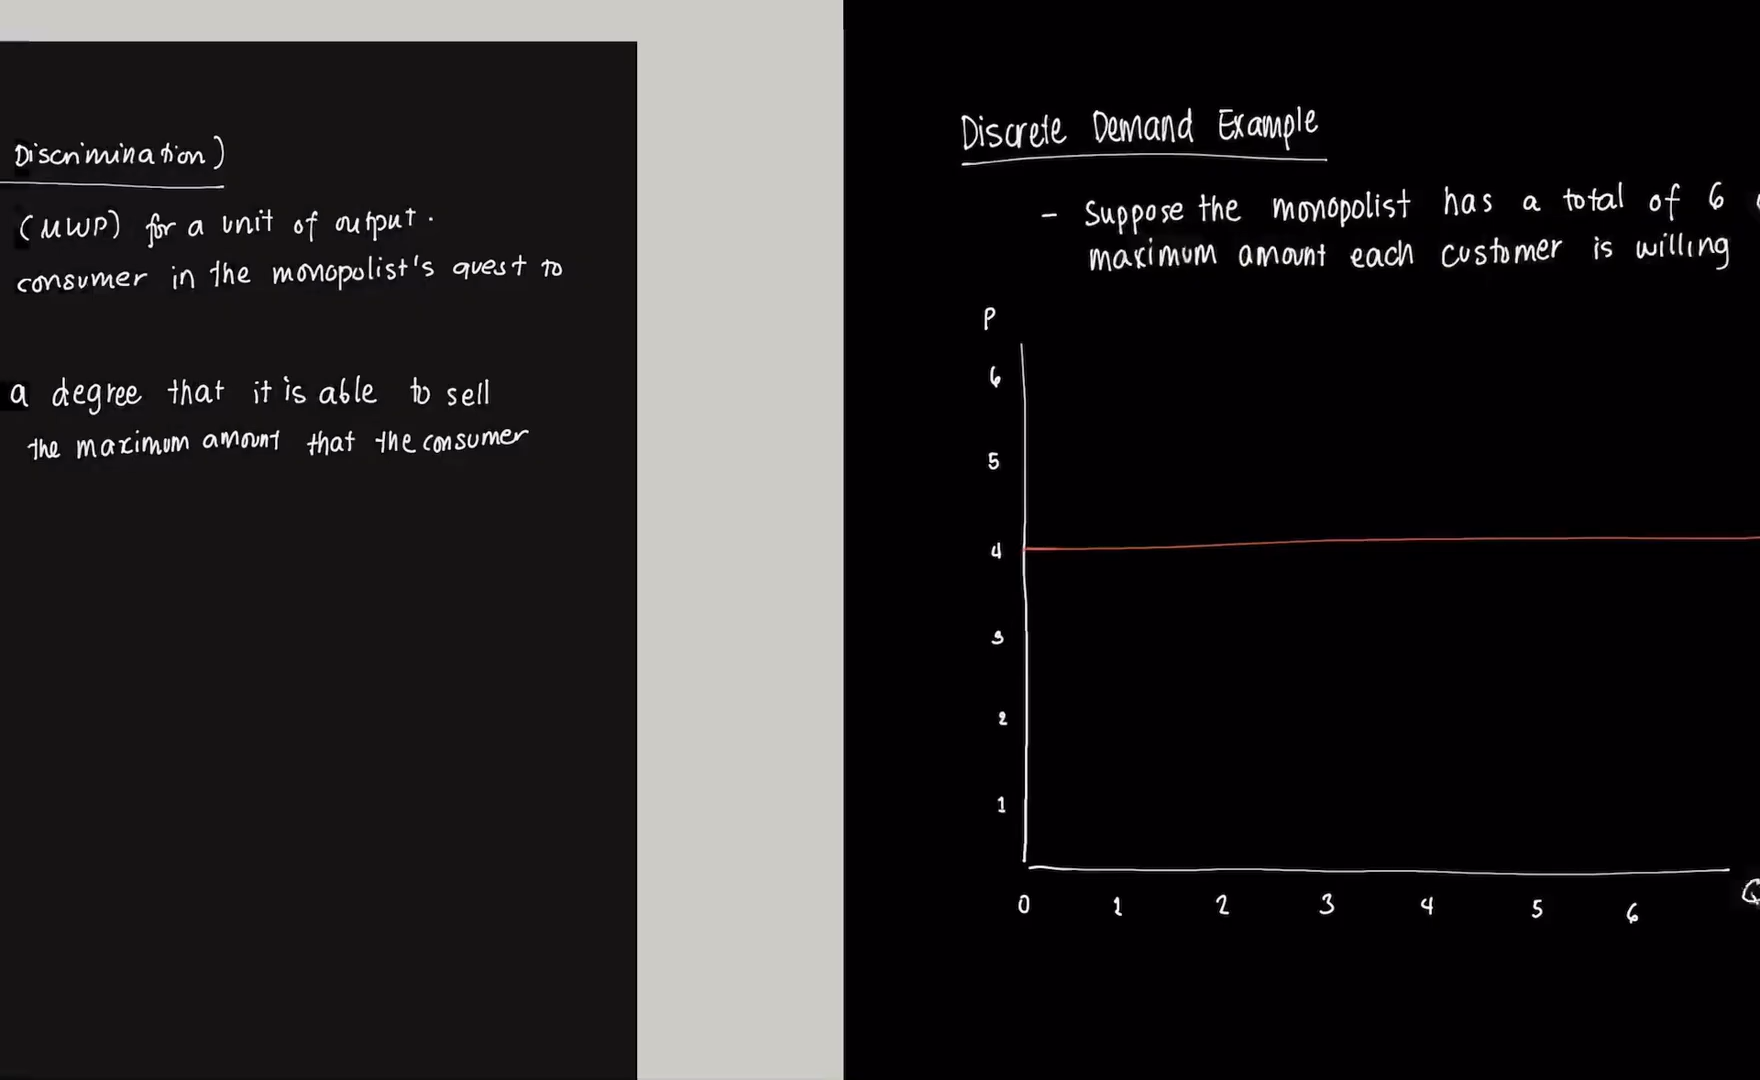 Discrimination)
(MWP) for a unit of output.
consumer in the monopolist's quest to
a degree that it is able to sell
the maximum amount that the consumer
Discrete Demand Example
- Suppose the monopolist has a total of 6
maximum amount each customer is willing
P
6
5
4
3
2
1
0 1 2 3 4 5 6 Q